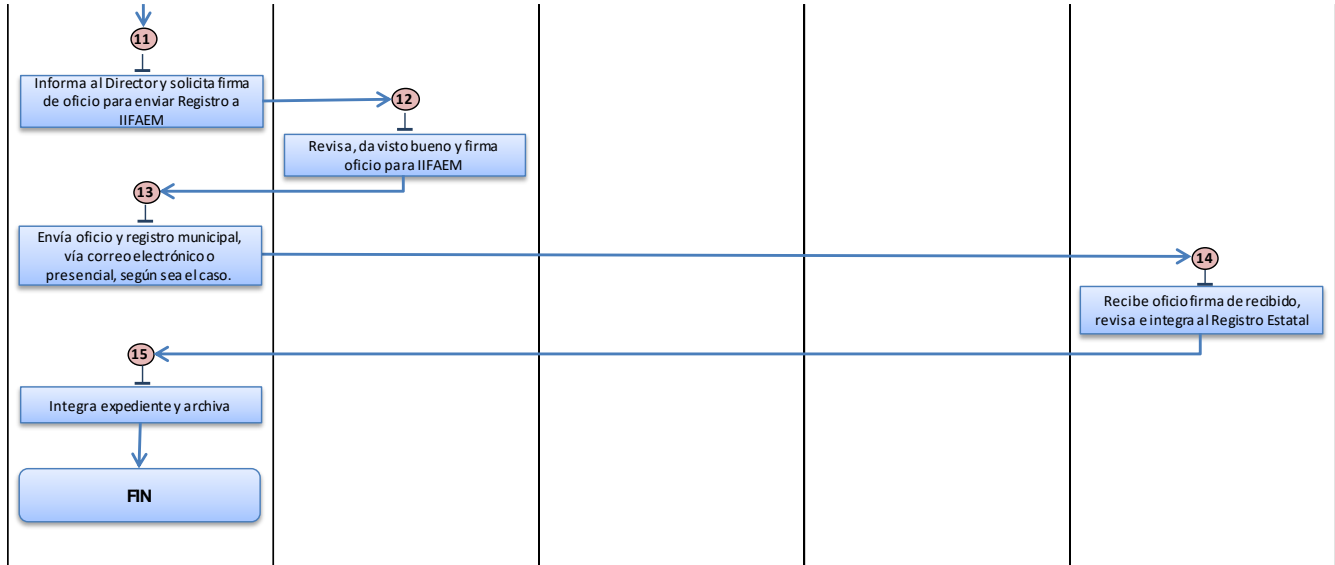 11
Informa al Director y solicita firma
de oficio para enviar Registro a
IIFAEM
12
Revisa, da visto bueno y firma
oficio para IIFAEM
13
Envía oficio y registro municipal,
vía correo electrónico o
presencial, según sea el caso.
14
Recibe oficio firma de recibido,
revisa e integra al Registro Estatal
15
Integra expediente y archiva
FIN